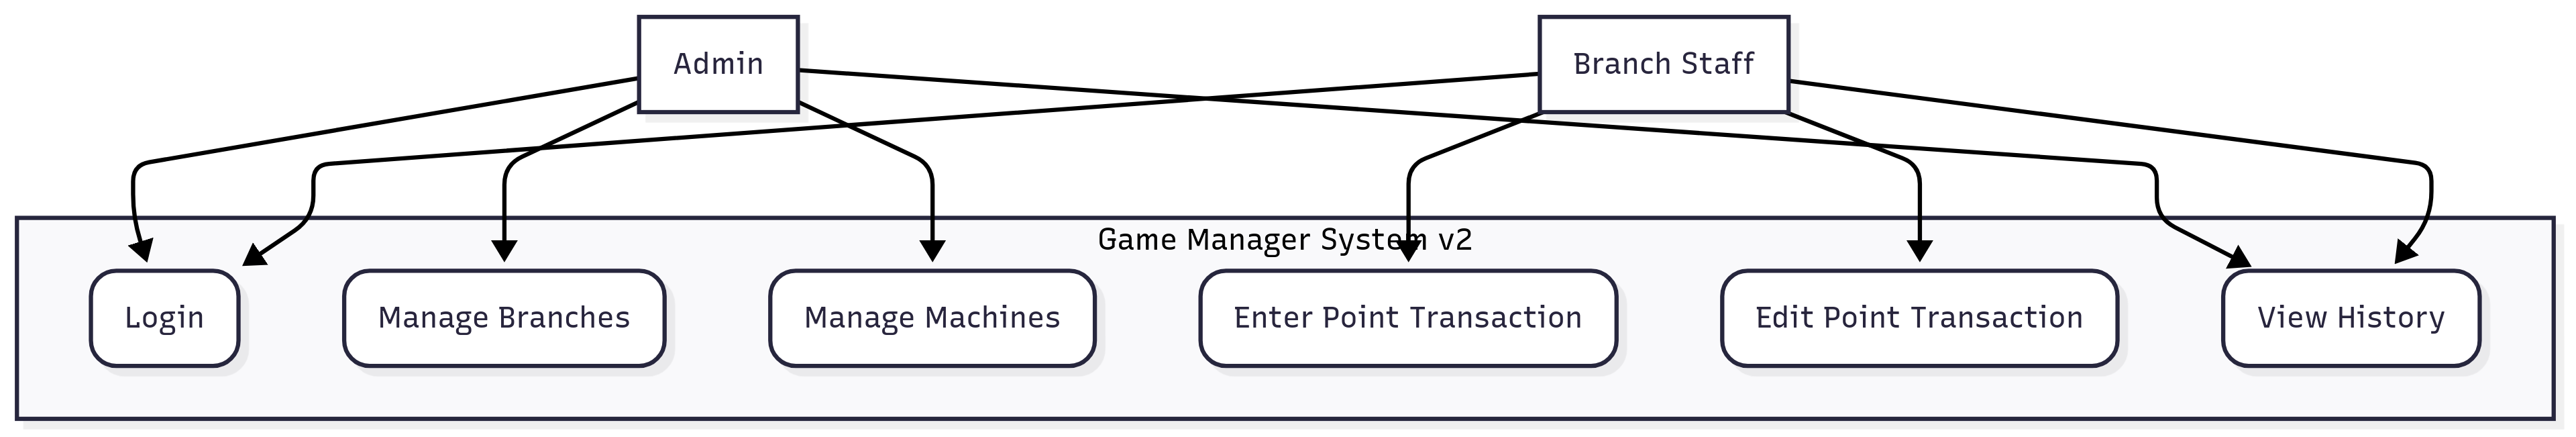 Admin
Branch Staff
Game Manager System v2
Login
Manage Branches
Manage Machines
Enter Point Transaction
Edit Point Transaction
View History